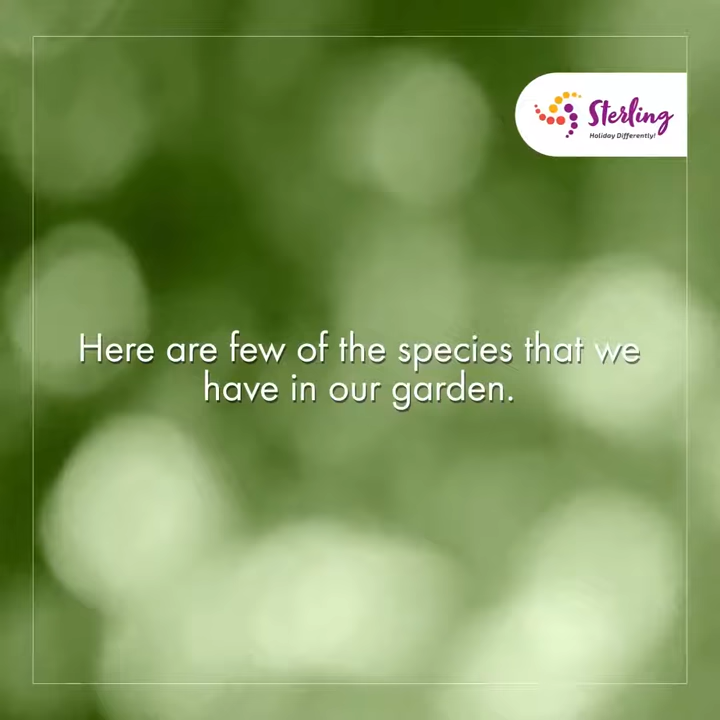 Sterling
Holiday Differently!
Here are few of the species that we
have in our garden.